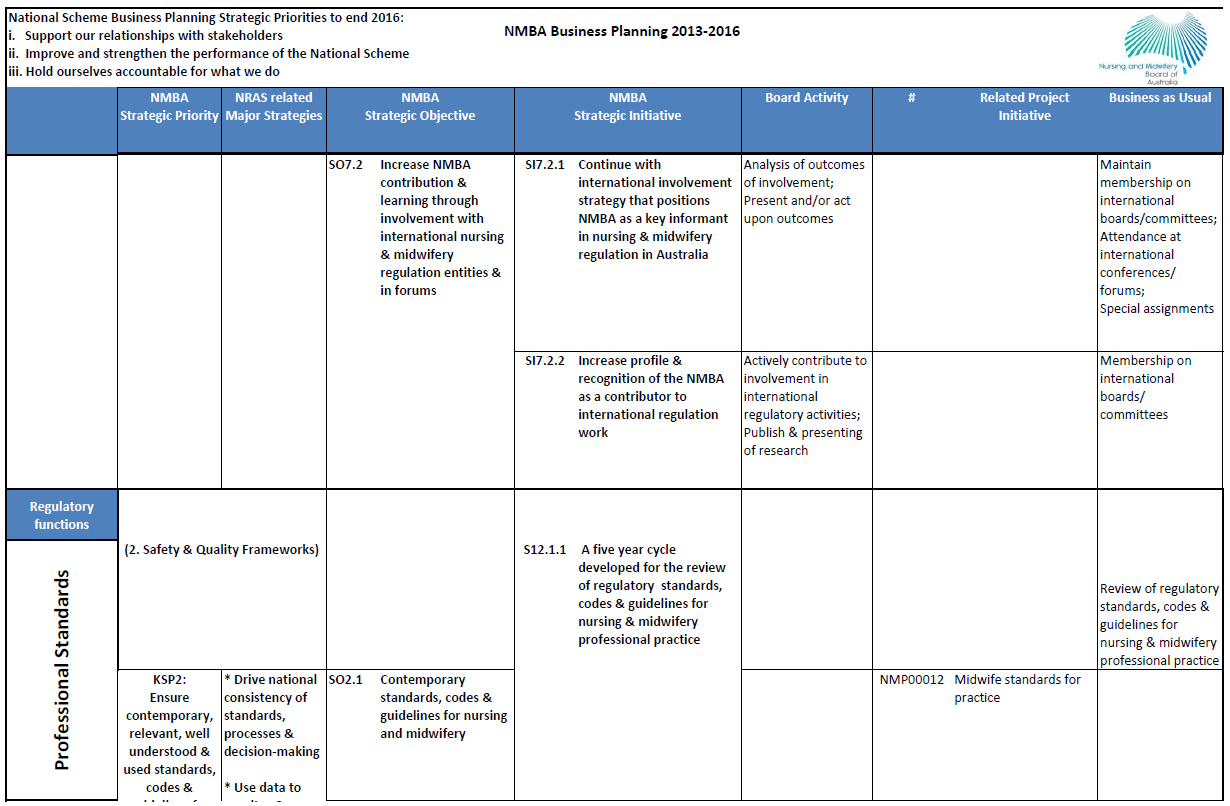 National Scheme Business Planning Strategic Priorities to end 2016:
i. Support our relationships with stakeholders
ii. Improve and strengthen the performance of the National Scheme
iii. Hold ourselves accountable for what we do
NMBA Business Planning 2013-2016
Nursing and Midwifery
Board of
Australia
NMBA
Strategic Priority
NRAS related
Major Strategies
NMBA
Strategic Objective
NMBA
Strategic Initiative
Board Activity
# Related Project
Initiative
Business as Usual
SO7.2 Increase NMBA
contribution &
learning through
involvement with
international nursing
& midwifery
regulation entities &
in forums
SI7.2.1 Continue with
international involvement
strategy that positions
NMBA as a key informant
in nursing & midwifery
regulation in Australia
Analysis of outcomes
of involvement;
Present and/or act
upon outcomes
Maintain
membership on
international
boards/committees;
Attendance at
international
conferences/
forums;
Special assignments
SI7.2.2 Increase profile &
recognition of the NMBA
as a contributor to
international regulation
work
Actively contribute to
involvement in
international
regulatory activities;
Publish & presenting
of research
Membership on
international
boards/
committees
Regulatory
functions
Professional Standards
(2. Safety & Quality Frameworks)
S12.1.1 A five year cycle
developed for the review
of regulatory standards,
codes & guidelines for
nursing & midwifery
professional practice
Review of regulatory
standards, codes &
guidelines for
nursing & midwifery
professional practice
KSP2:
Ensure
contemporary,
relevant, well
understood &
used standards,
codes &
* Drive national
consistency of
standards,
processes &
decision-making
* Use data to
SO2.1 Contemporary
standards, codes &
guidelines for nursing
and midwifery
NMP00012 Midwife standards for
practice